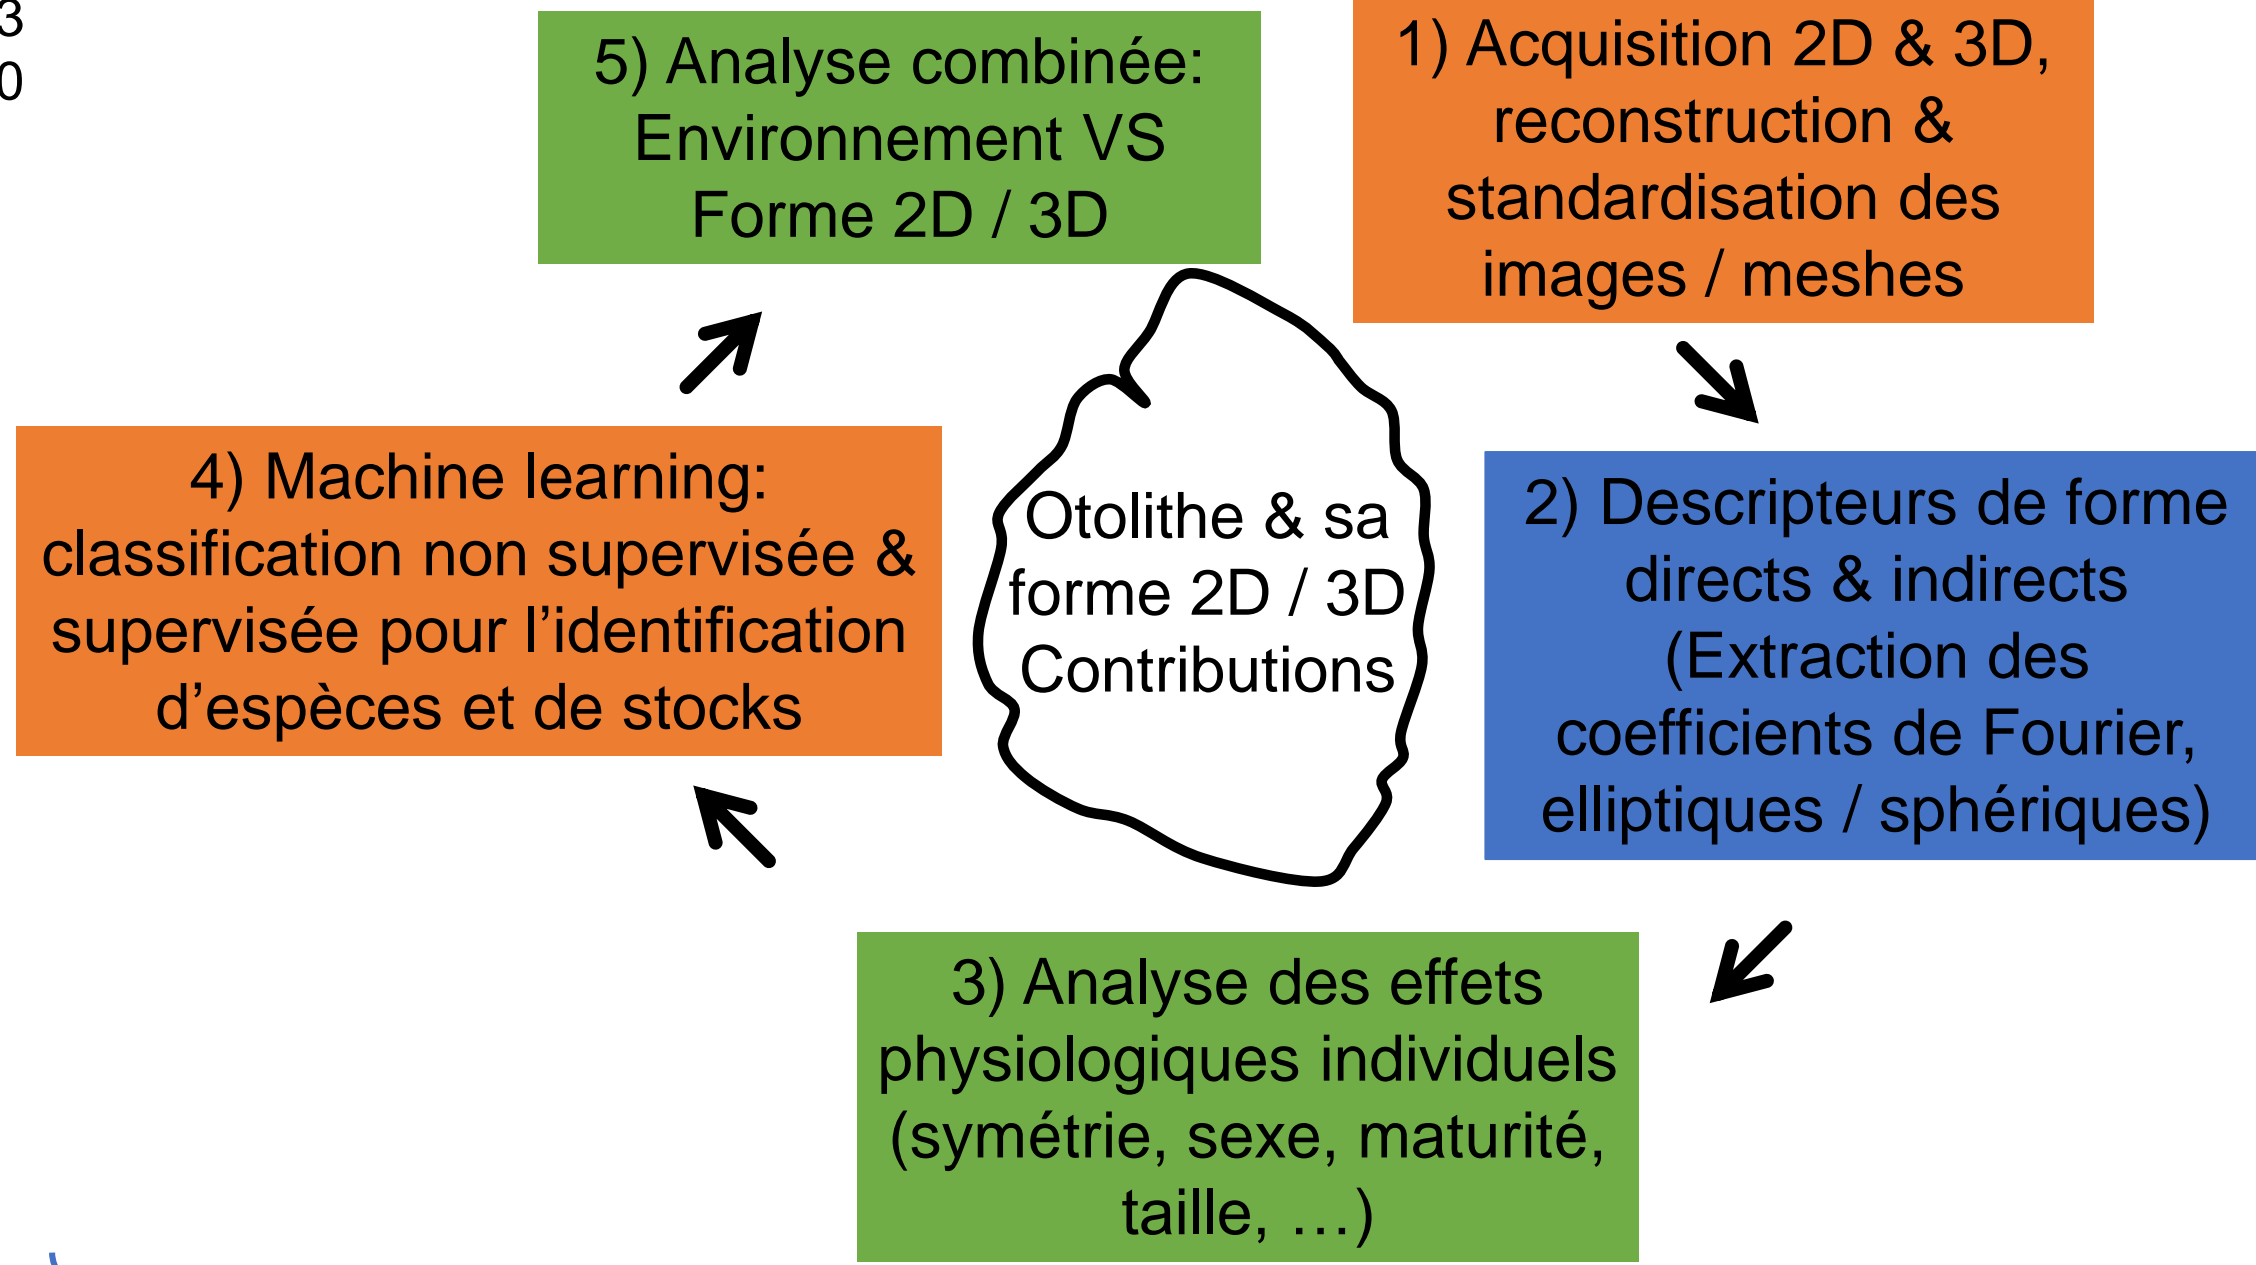 3
0
5) Analyse combinée:
Environnement VS
Forme 2D / 3D
1) Acquisition 2D & 3D,
reconstruction &
standardisation des
images / meshes
2) Descripteurs de forme
directs & indirects
(Extraction des
coefficients de Fourier,
elliptiques / sphériques)
3) Analyse des effets
physiologiques individuels
(symétrie, sexe, maturité,
taille, …)
4) Machine learning:
classification non supervisée &
supervisée pour l’identification
d’espèces et de stocks
Otolithe & sa
forme 2D / 3D
Contributions